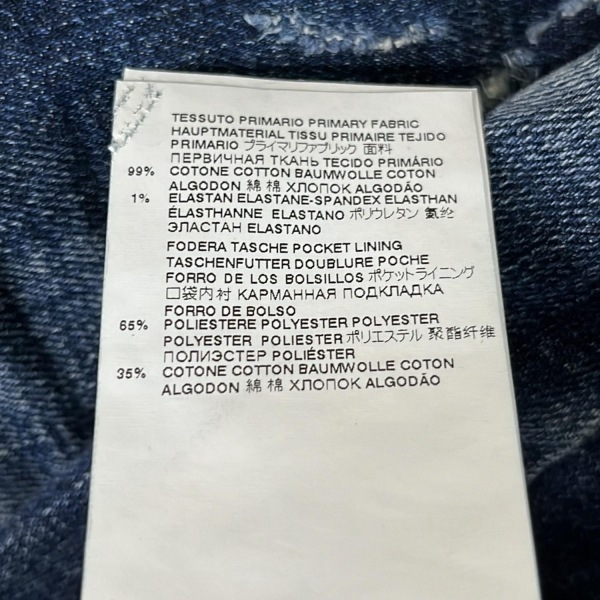 TESSUTO PRIMARIO PRIMARY FABRIC
HAUPTMATERIAL TISSU PRIMAIRE TEJIDO
PRIMARIO プライマリファブリック 面料
ПЕРВИЧНАЯ ТКАНЬ TECIDO PRIMÁRIO
99% COTONE COTTON BAUMWOLLE COTON
ALGODON 綿 棉 ХЛОПОК ALGODÃO
1% ELASTAN ELASTANE-SPANDEX ELASTHAN
ÉLASTHANNE ELASTANO ポリウレタン 氨纶
ЭЛАСТАН ELASTANO
FODERA TASCHE POCKET LINING
TASCHENFUTTER DOUBLURE POCHE
FORRO DE LOS BOLSILLOS ポケットライニング
口袋内衬 КАРМАННАЯ ПОДКЛАДКА
FORRO DE BOLSO
65% POLIESTERE POLYESTER POLYESTER
POLYESTER POLIESTER ポリエステル 聚酯纤维
ПОЛИЭСТЕР POLIÉSTER
35% COTONE COTTON BAUMWOLLE COTON
ALGODON 綿 棉 ХЛОПОК ALGODÃO